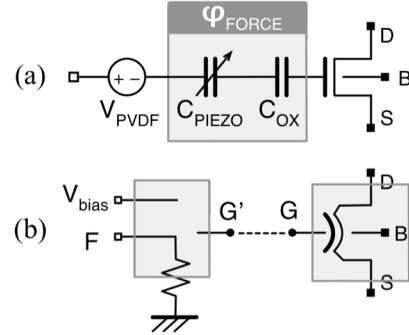 φFORCE
D
(a)
+ -
B
VPVDF
CPIEZO
COX
S
D
Vbias
G'
G
(b)
F
B
S